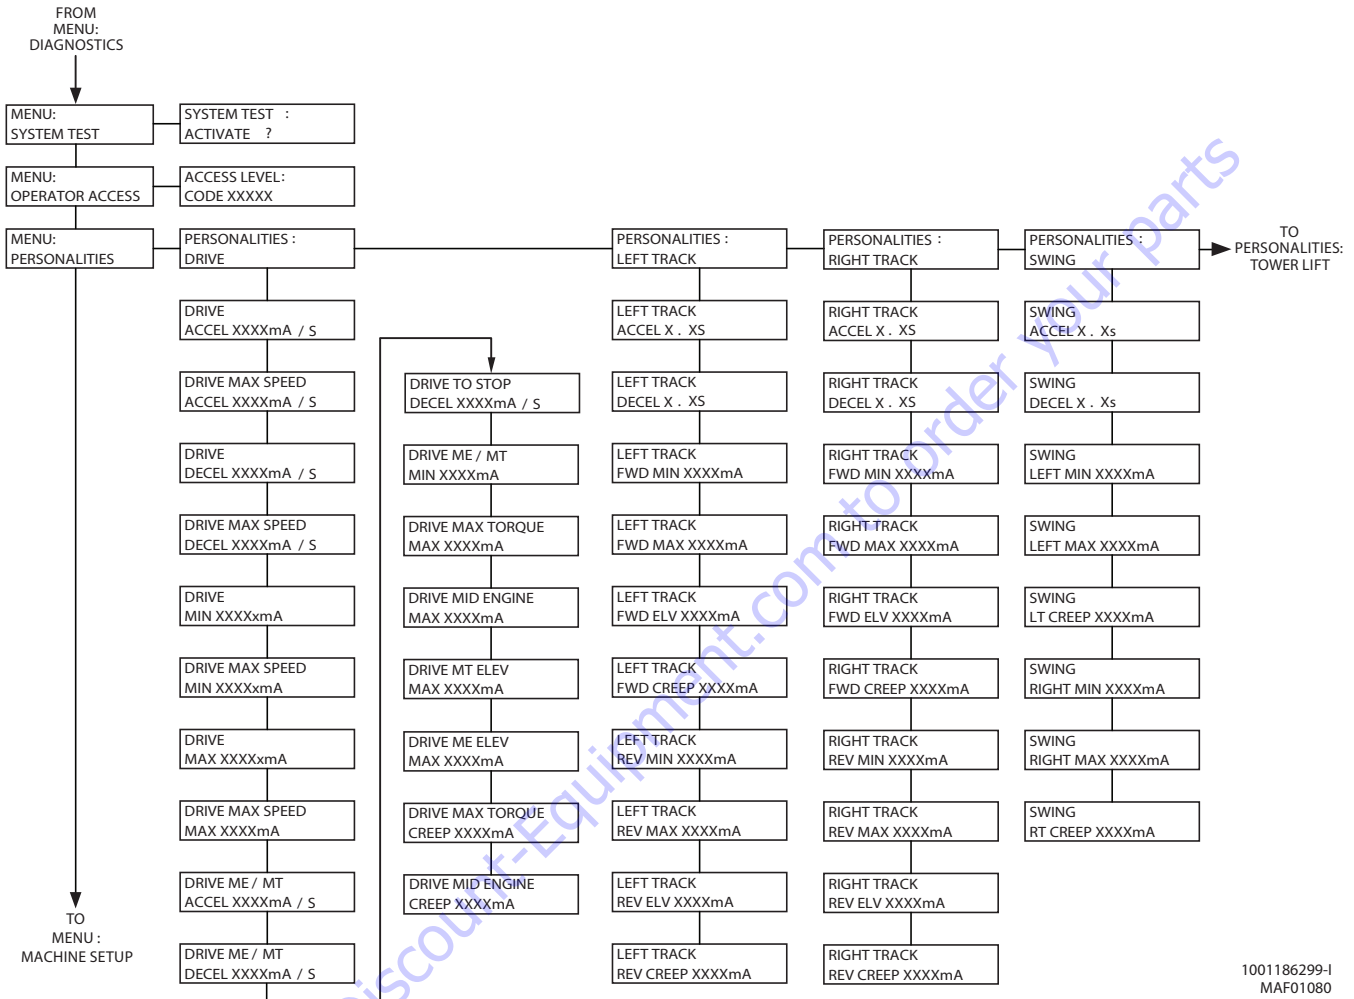 FROM
MENU:
DIAGNOSTICS
MENU:
SYSTEM TEST
SYSTEM TEST :
ACTIVATE ?
MENU:
OPERATOR ACCESS
ACCESS LEVEL:
CODE XXXXX
MENU:
PERSONALITIES
TO
MENU :
MACHINE SETUP
PERSONALITIES :
DRIVE
DRIVE
ACCEL XXXXmA / S
DRIVE MAX SPEED
ACCEL XXXXmA / S
DRIVE
DECEL XXXXmA / S
DRIVE MAX SPEED
DECEL XXXXmA / S
DRIVE
MIN XXXXxmA
DRIVE MAX SPEED
MIN XXXXxmA
DRIVE
MAX XXXXxmA
DRIVE MAX SPEED
MAX XXXXmA
DRIVE ME / MT
ACCEL XXXXmA / S
DRIVE ME / MT
DECEL XXXXmA / S
DRIVE TO STOP
DECEL XXXXmA / S
DRIVE ME / MT
MIN XXXXmA
DRIVE MAX TORQUE
MAX XXXXmA
DRIVE MID ENGINE
MAX XXXXmA
DRIVE MT ELEV
MAX XXXXmA
DRIVE ME ELEV
MAX XXXXmA
DRIVE MAX TORQUE
CREEP XXXXmA
DRIVE MID ENGINE
CREEP XXXXmA
PERSONALITIES :
LEFT TRACK
LEFT TRACK
ACCEL X . XS
LEFT TRACK
DECEL X . XS
LEFT TRACK
FWD MIN XXXXmA
LEFT TRACK
FWD MAX XXXXmA
LEFT TRACK
FWD ELV XXXXmA
LEFT TRACK
FWD CREEP XXXXmA
LEFT TRACK
REV MIN XXXXmA
LEFT TRACK
REV MAX XXXXmA
LEFT TRACK
REV ELV XXXXmA
LEFT TRACK
REV CREEP XXXXmA
PERSONALITIES :
RIGHT TRACK
RIGHT TRACK
ACCEL X . XS
RIGHT TRACK
DECEL X . XS
RIGHT TRACK
FWD MIN XXXXmA
RIGHT TRACK
FWD MAX XXXXmA
RIGHT TRACK
FWD ELV XXXXmA
RIGHT TRACK
FWD CREEP XXXXmA
RIGHT TRACK
REV MIN XXXXmA
RIGHT TRACK
REV MAX XXXXmA
RIGHT TRACK
REV ELV XXXXmA
RIGHT TRACK
REV CREEP XXXXmA
PERSONALITIES :
SWING
SWING
ACCEL X . Xs
SWING
DECEL X . Xs
SWING
LEFT MIN XXXXmA
SWING
LEFT MAX XXXXmA
SWING
LT CREEP XXXXmA
SWING
RIGHT MIN XXXXmA
SWING
RIGHT MAX XXXXmA
SWING
RT CREEP XXXXmA
TO
PERSONALITIES:
TOWER LIFT
1001186299-I
MAF01080
Discount-Equipment.com to order your parts